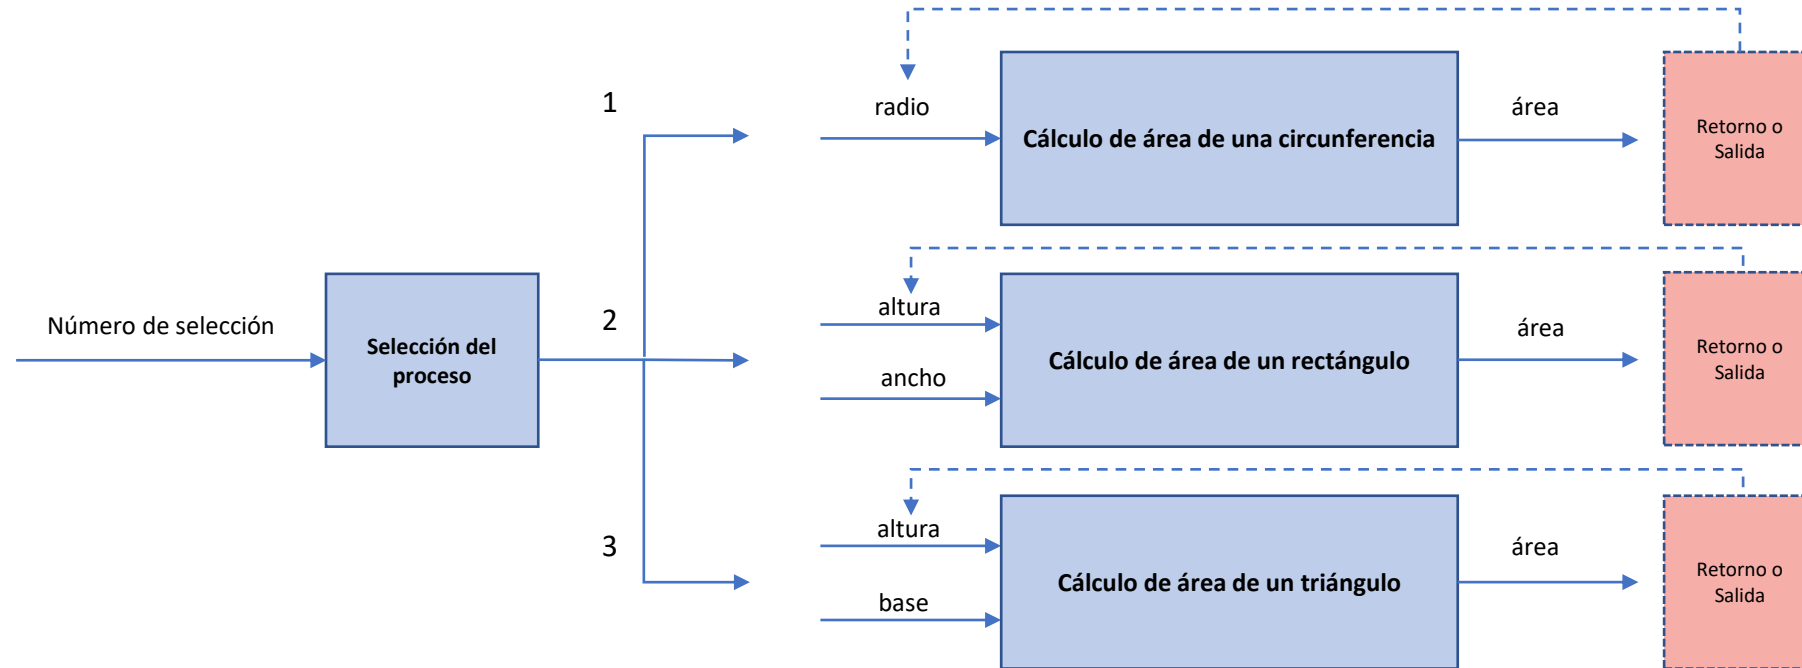 Número de selección
Selección del
proceso
1
2
3
radio
Cálculo de área de una circunferencia
área
Retorno o
Salida
altura
ancho
Cálculo de área de un rectángulo
área
Retorno o
Salida
altura
base
Cálculo de área de un triángulo
área
Retorno o
Salida